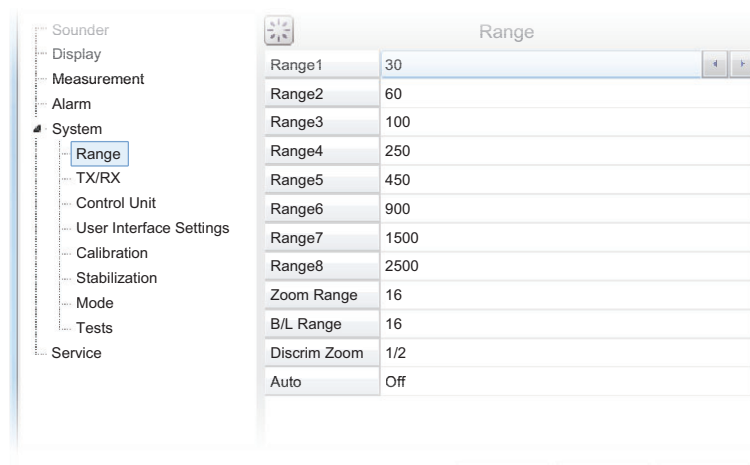 Sounder
Display
Measurement
Alarm
System
Range
TX/RX
Control Unit
User Interface Settings
Calibration
Stabilization
Mode
Tests
Service
Range
Range1 30
Range2 60
Range3 100
Range4 250
Range5 450
Range6 900
Range7 1500
Range8 2500
Zoom Range 16
B/L Range 16
Discrim Zoom 1/2
Auto Off